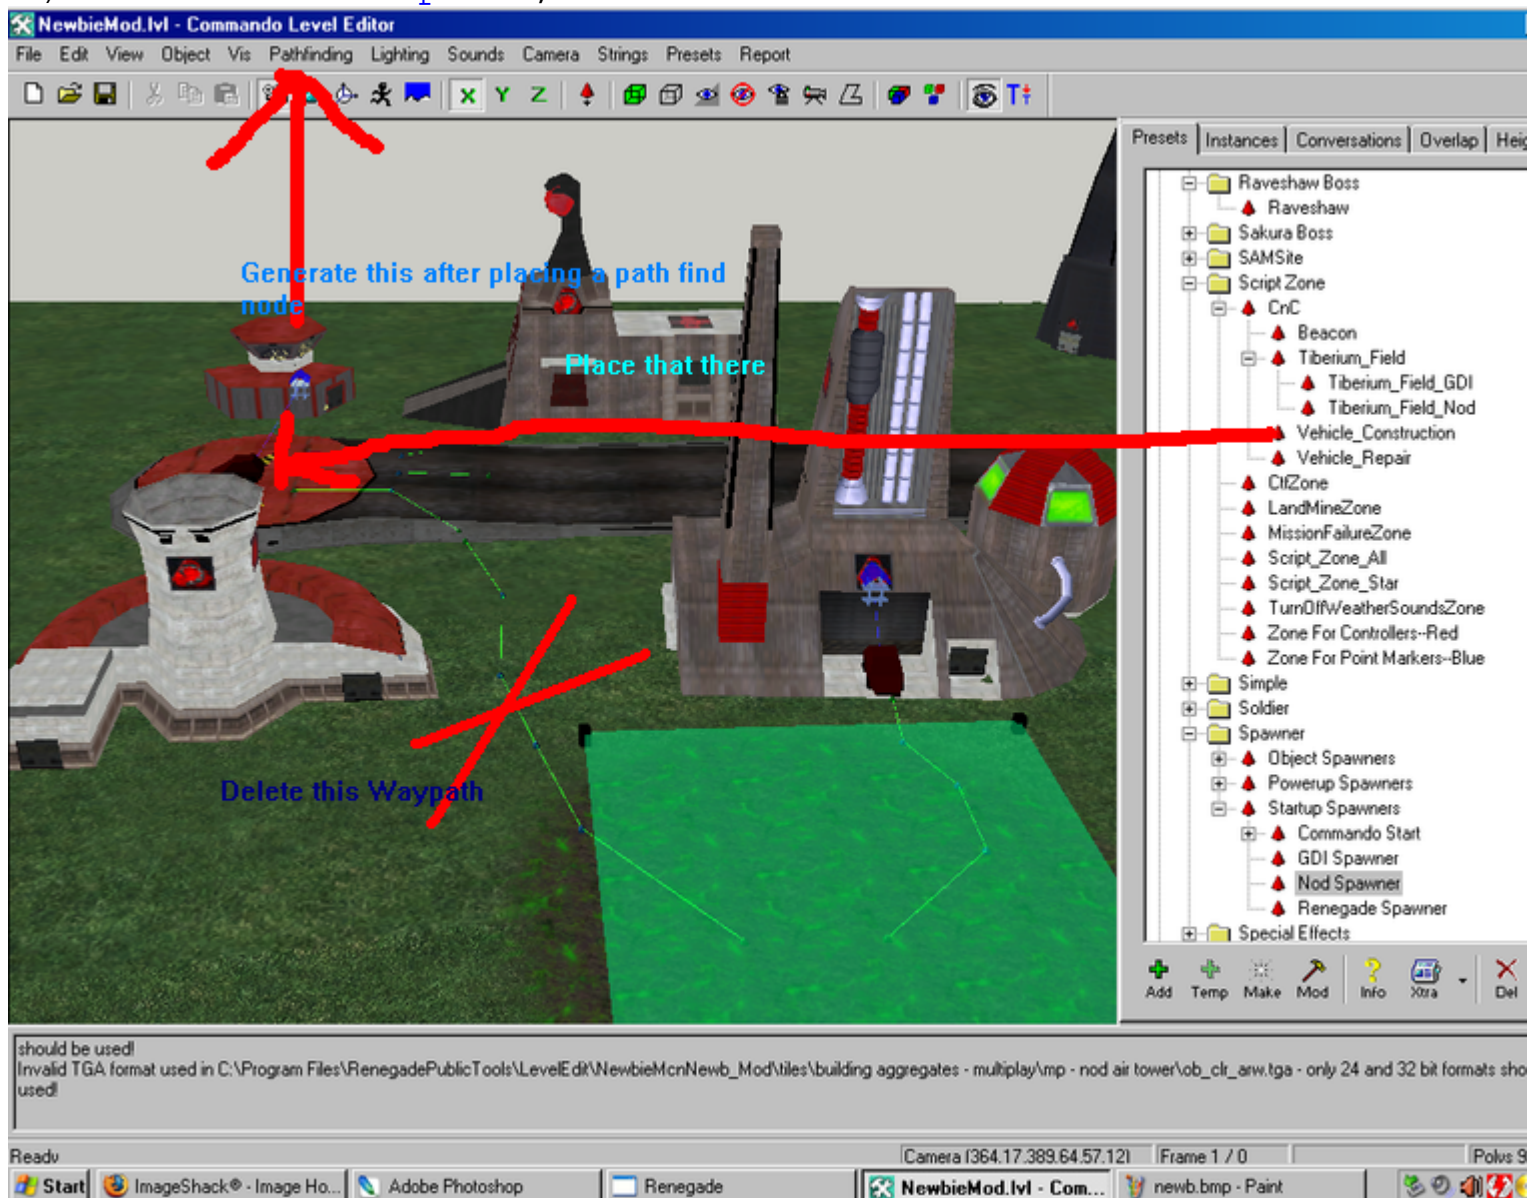 NewbieMod.lvl - Commando Level Editor
File Edit View Object Vis Pathfinding Lighting Sounds Camera Strings Presets Report
X Y Z
Presets Instances Conversations Overlap Heig
Raveshaw Boss
Raveshaw
Sakura Boss
SAMSite
Script Zone
CnC
Beacon
Tiberium_Field
Tiberium_Field_GDI
Tiberium_Field_Nod
Vehicle_Construction
Vehicle_Repair
CtfZone
LandMineZone
MissionFailureZone
Script_Zone_All
Script_Zone_Star
TurnOffWeatherSoundsZone
Zone For Controllers--Red
Zone For Point Markers--Blue
Simple
Soldier
Spawner
Object Spawners
Powerup Spawners
Startup Spawners
Commando Start
GDI Spawner
Nod Spawner
Renegade Spawner
Special Effects
Add Temp Make Mod Info Xtra Del
Generate this after placing a path find
node
Place that there
Delete this Waypath
should be used!
Invalid TGA format used in C:\Program Files\RenegadePublicTools\LevelEdit\NewbieMcnNewb_Mod\tiles\building aggregates - multiplay\mp - nod air tower\ob_clr_arw.tga - only 24 and 32 bit formats sho
used!
Ready
Camera (364.17,389.64,57.12) Frame 1 / 0 Polys 9
Start ImageShack® - Image Ho... Adobe Photoshop Renegade NewbieMod.lvl - Com... newb.bmp - Paint